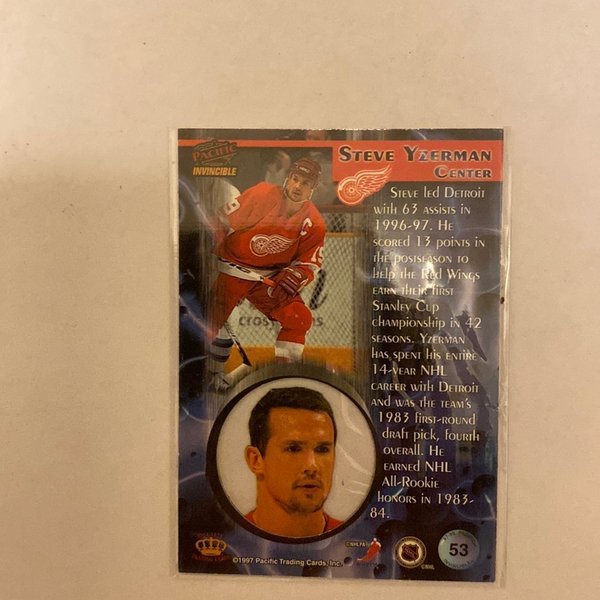 PACIFIC
INVINCIBLE
STEVE YZERMAN
CENTER
STEVE LED DETROIT
WITH 63 ASSISTS IN
1996-97. HE
SCORED 13 POINTS IN
THE POSTSEASON TO
HELP THE RED WINGS
EARN THEIR FIRST
STANLEY CUP
CHAMPIONSHIP IN 42
SEASONS. YZERMAN
HAS SPENT HIS ENTIRE
14-YEAR NHL
CAREER WITH DETROIT
AND WAS THE TEAM'S
1983 FIRST-ROUND
DRAFT PICK, FOURTH
OVERALL. HE
EARNED NHL
ALL-ROOKIE
HONORS IN 1983-
84.
C
19
©NHLPA
©NHL
53
©1997 Pacific Trading Cards, Inc.